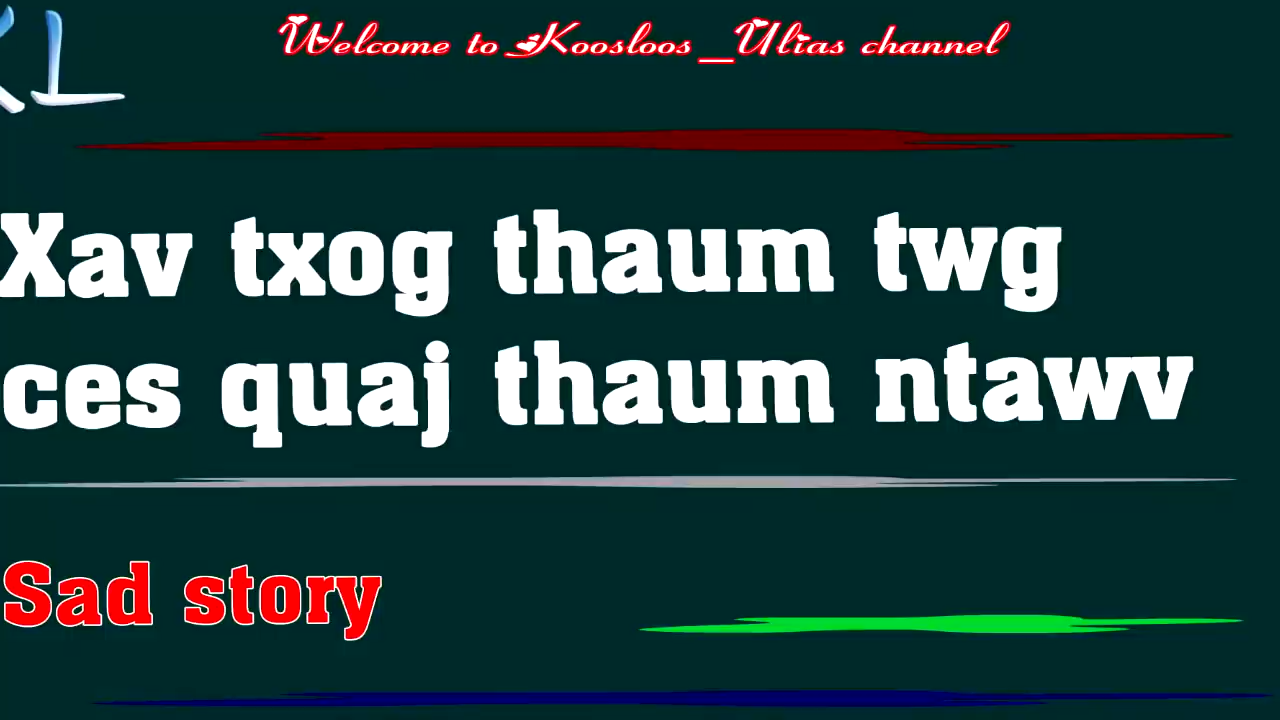 Welcome to Koosloos_Ulias channel
Xav txog thaum twg
ces quaj thaum ntawv
Sad story